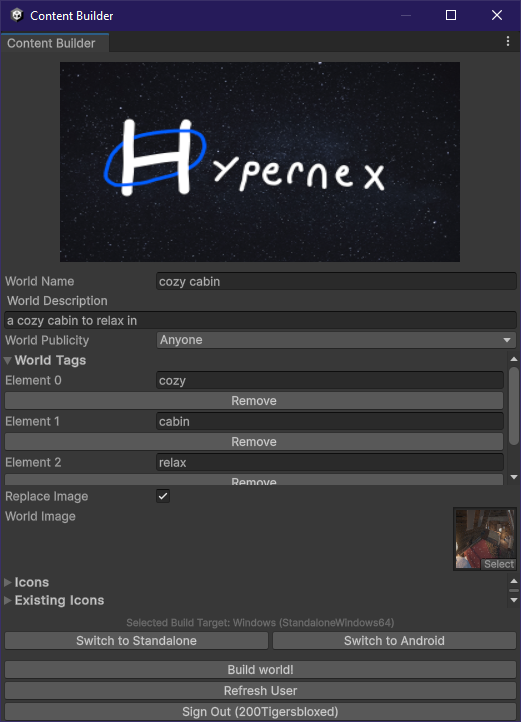 Content Builder
Content Builder
Hypernex
World Name cozy cabin
World Description
a cozy cabin to relax in
World Publicity Anyone
World Tags
Element 0 cozy
Remove
Element 1 cabin
Remove
Element 2 relax
Remove
Replace Image
World Image
Select
Icons
Existing Icons
Selected Build Target: Windows (StandaloneWindows64)
Switch to Standalone Switch to Android
Build world!
Refresh User
Sign Out (200Tigersbloxed)